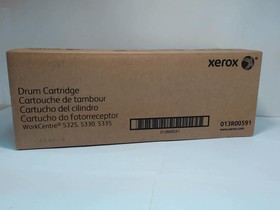 xerox
Drum Cartridge
Cartouche de tambour
Cartucho del cilindro
Cartucho do fotorreceptor
WorkCentre® 5325, 5330, 5335
013R00591